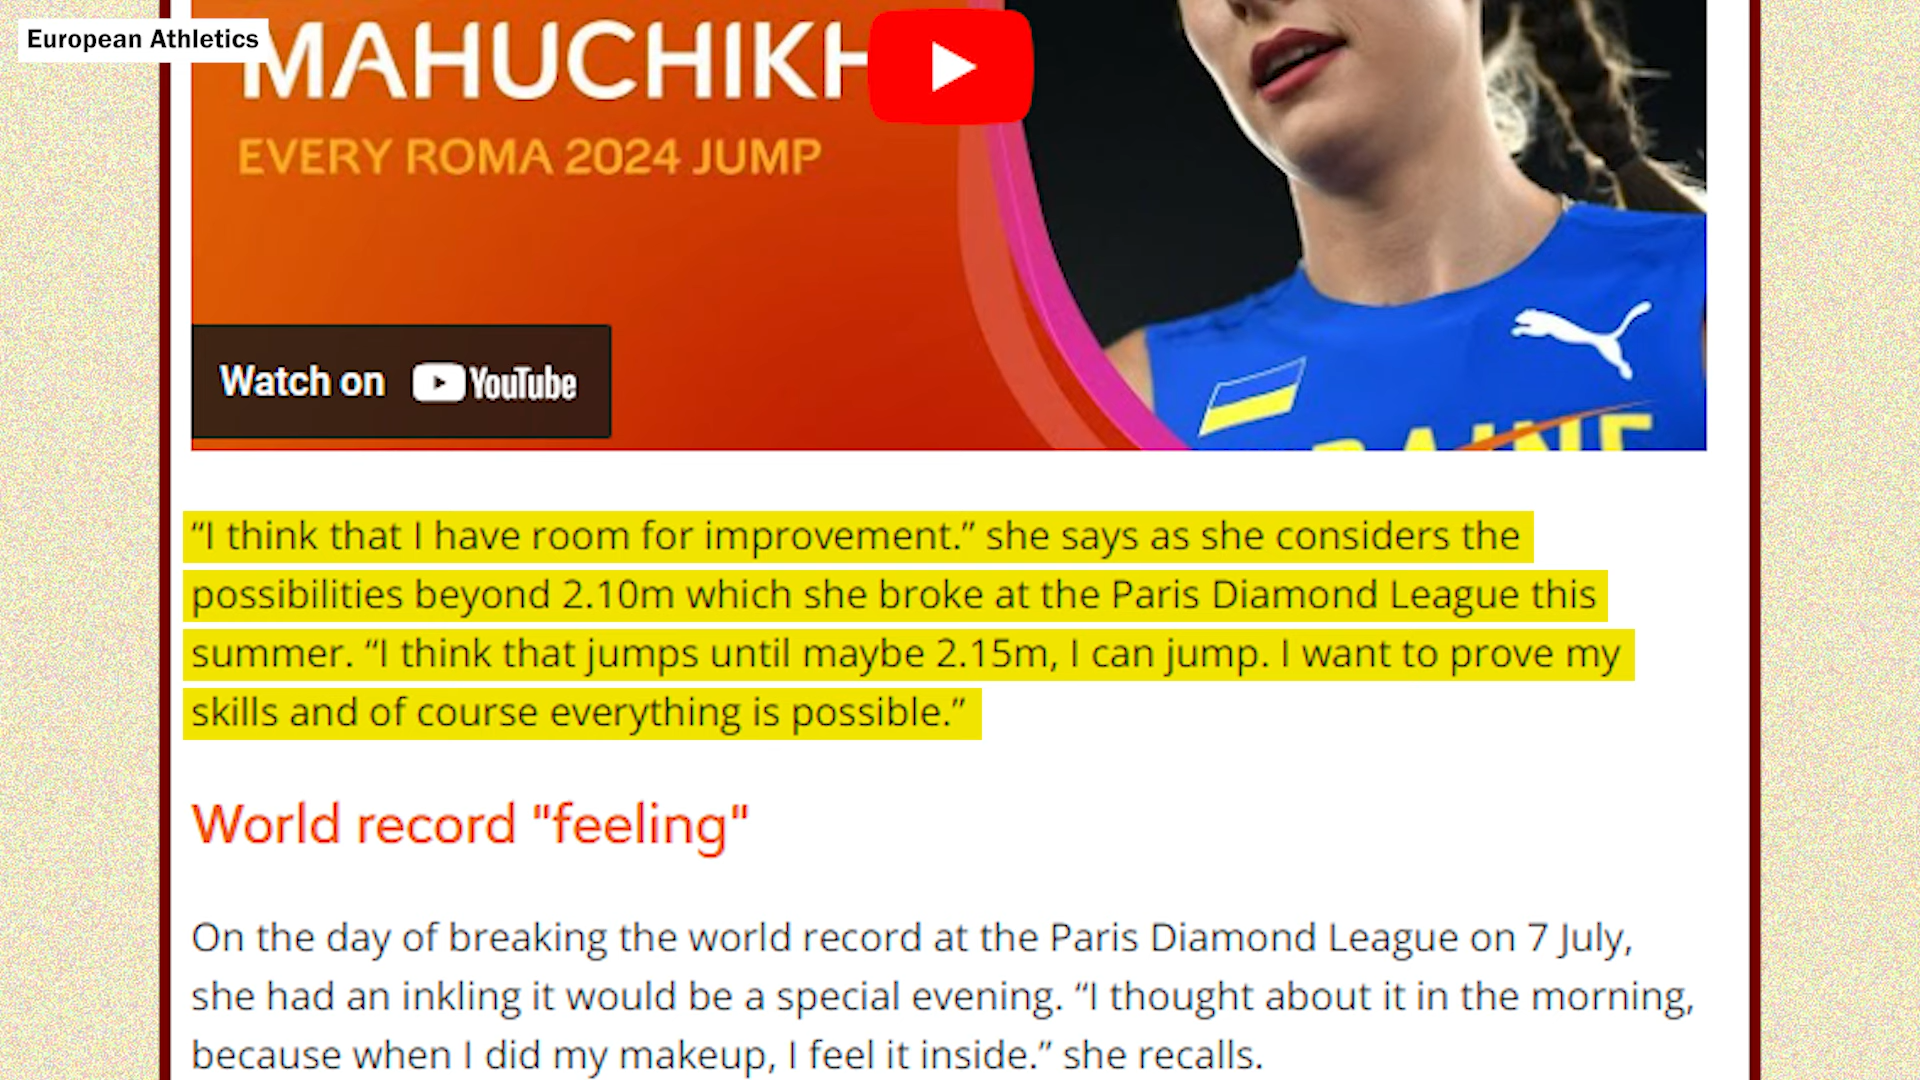 European Athletics
MAHUCHIKH
EVERY ROMA 2024 JUMP
Watch on YouTube
RAINE
“I think that I have room for improvement.” she says as she considers the
possibilities beyond 2.10m which she broke at the Paris Diamond League this
summer. “I think that jumps until maybe 2.15m, I can jump. I want to prove my
skills and of course everything is possible.”
World record "feeling"
On the day of breaking the world record at the Paris Diamond League on 7 July,
she had an inkling it would be a special evening. “I thought about it in the morning,
because when I did my makeup, I feel it inside.” she recalls.